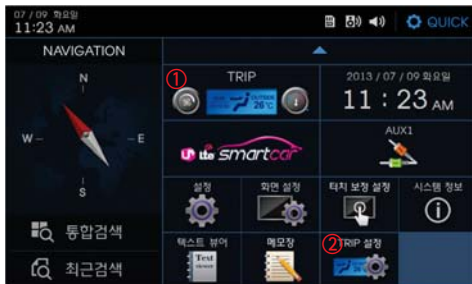 07 / 09 화요일
11:23 AM
QUICK
NAVIGATION
N
W
E
S
통합검색
최근검색
① TRIP
OUTSIDE
26℃
2013 / 07 / 09 화요일
11 : 23 AM
U+ LTE smartcar
AUX1
설정
화면 설정
터치 보정 설정
시스템 정보
텍스트 뷰어
Text
viewer
메모장
② TRIP 설정